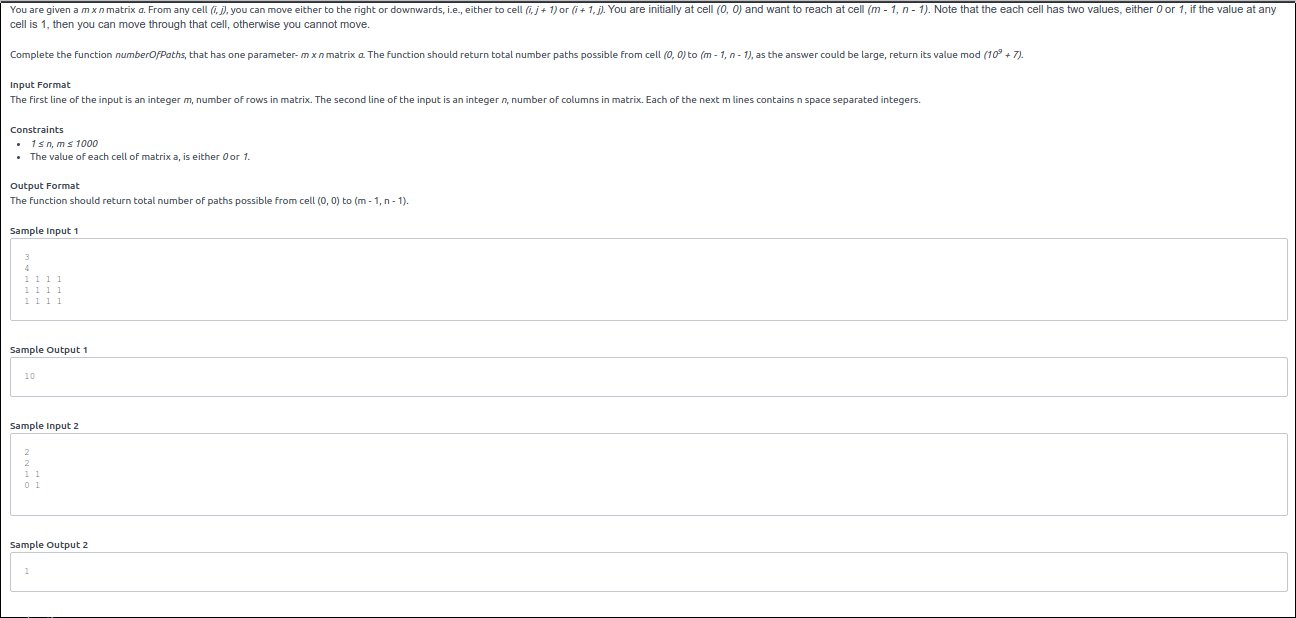 You are given a m x n matrix a. From any cell (i, j), you can move either to the right or downwards, i.e., either to cell (i, j + 1) or (i + 1, j). You are initially at cell (0, 0) and want to reach at cell (m - 1, n - 1). Note that the each cell has two values, either 0 or 1, if the value at any
cell is 1, then you can move through that cell, otherwise you cannot move.
Complete the function numberOfPaths, that has one parameter- m x n matrix a. The function should return total number paths possible from cell (0, 0) to (m - 1, n - 1), as the answer could be large, return its value mod (10⁹ + 7).
Input Format
The first line of the input is an integer m, number of rows in matrix. The second line of the input is an integer n, number of columns in matrix. Each of the next m lines contains n space separated integers.
Constraints
• 1 ≤ n, m ≤ 1000
• The value of each cell of matrix a, is either 0 or 1.
Output Format
The function should return total number of paths possible from cell (0, 0) to (m - 1, n - 1).
Sample Input 1
3
4
1 1 1 1
1 1 1 1
1 1 1 1
Sample Output 1
10
Sample Input 2
2
2
1 1
0 1
Sample Output 2
1